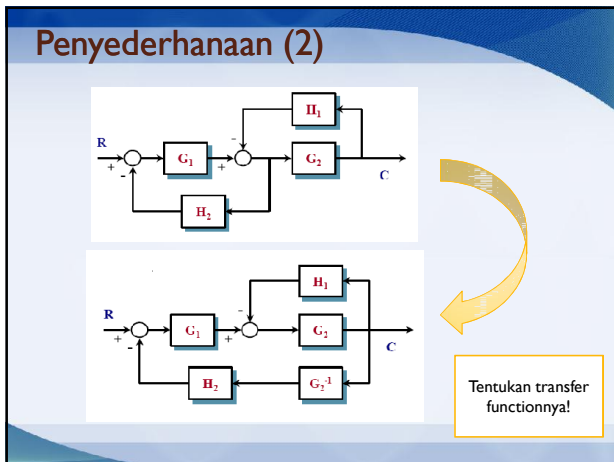 Penyederhanaan (2)
H₁
-
R
+
-
G₁
+
G₂
C
H₂
-
H₁
R
+
-
G₁
+
G₂
C
H₂
G₂⁻¹
Tentukan transfer
functionnya!